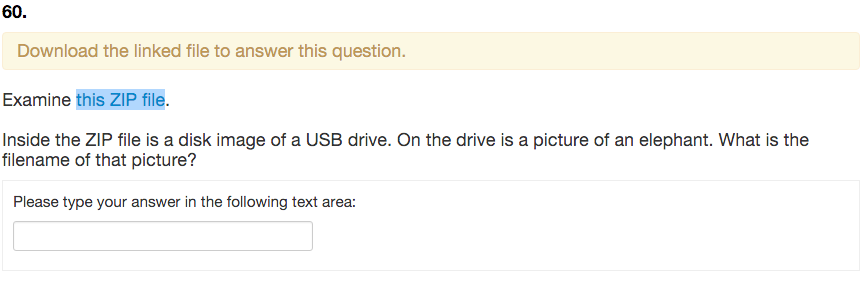 60.
Download the linked file to answer this question.
Examine this ZIP file.
Inside the ZIP file is a disk image of a USB drive. On the drive is a picture of an elephant. What is the
filename of that picture?
Please type your answer in the following text area: